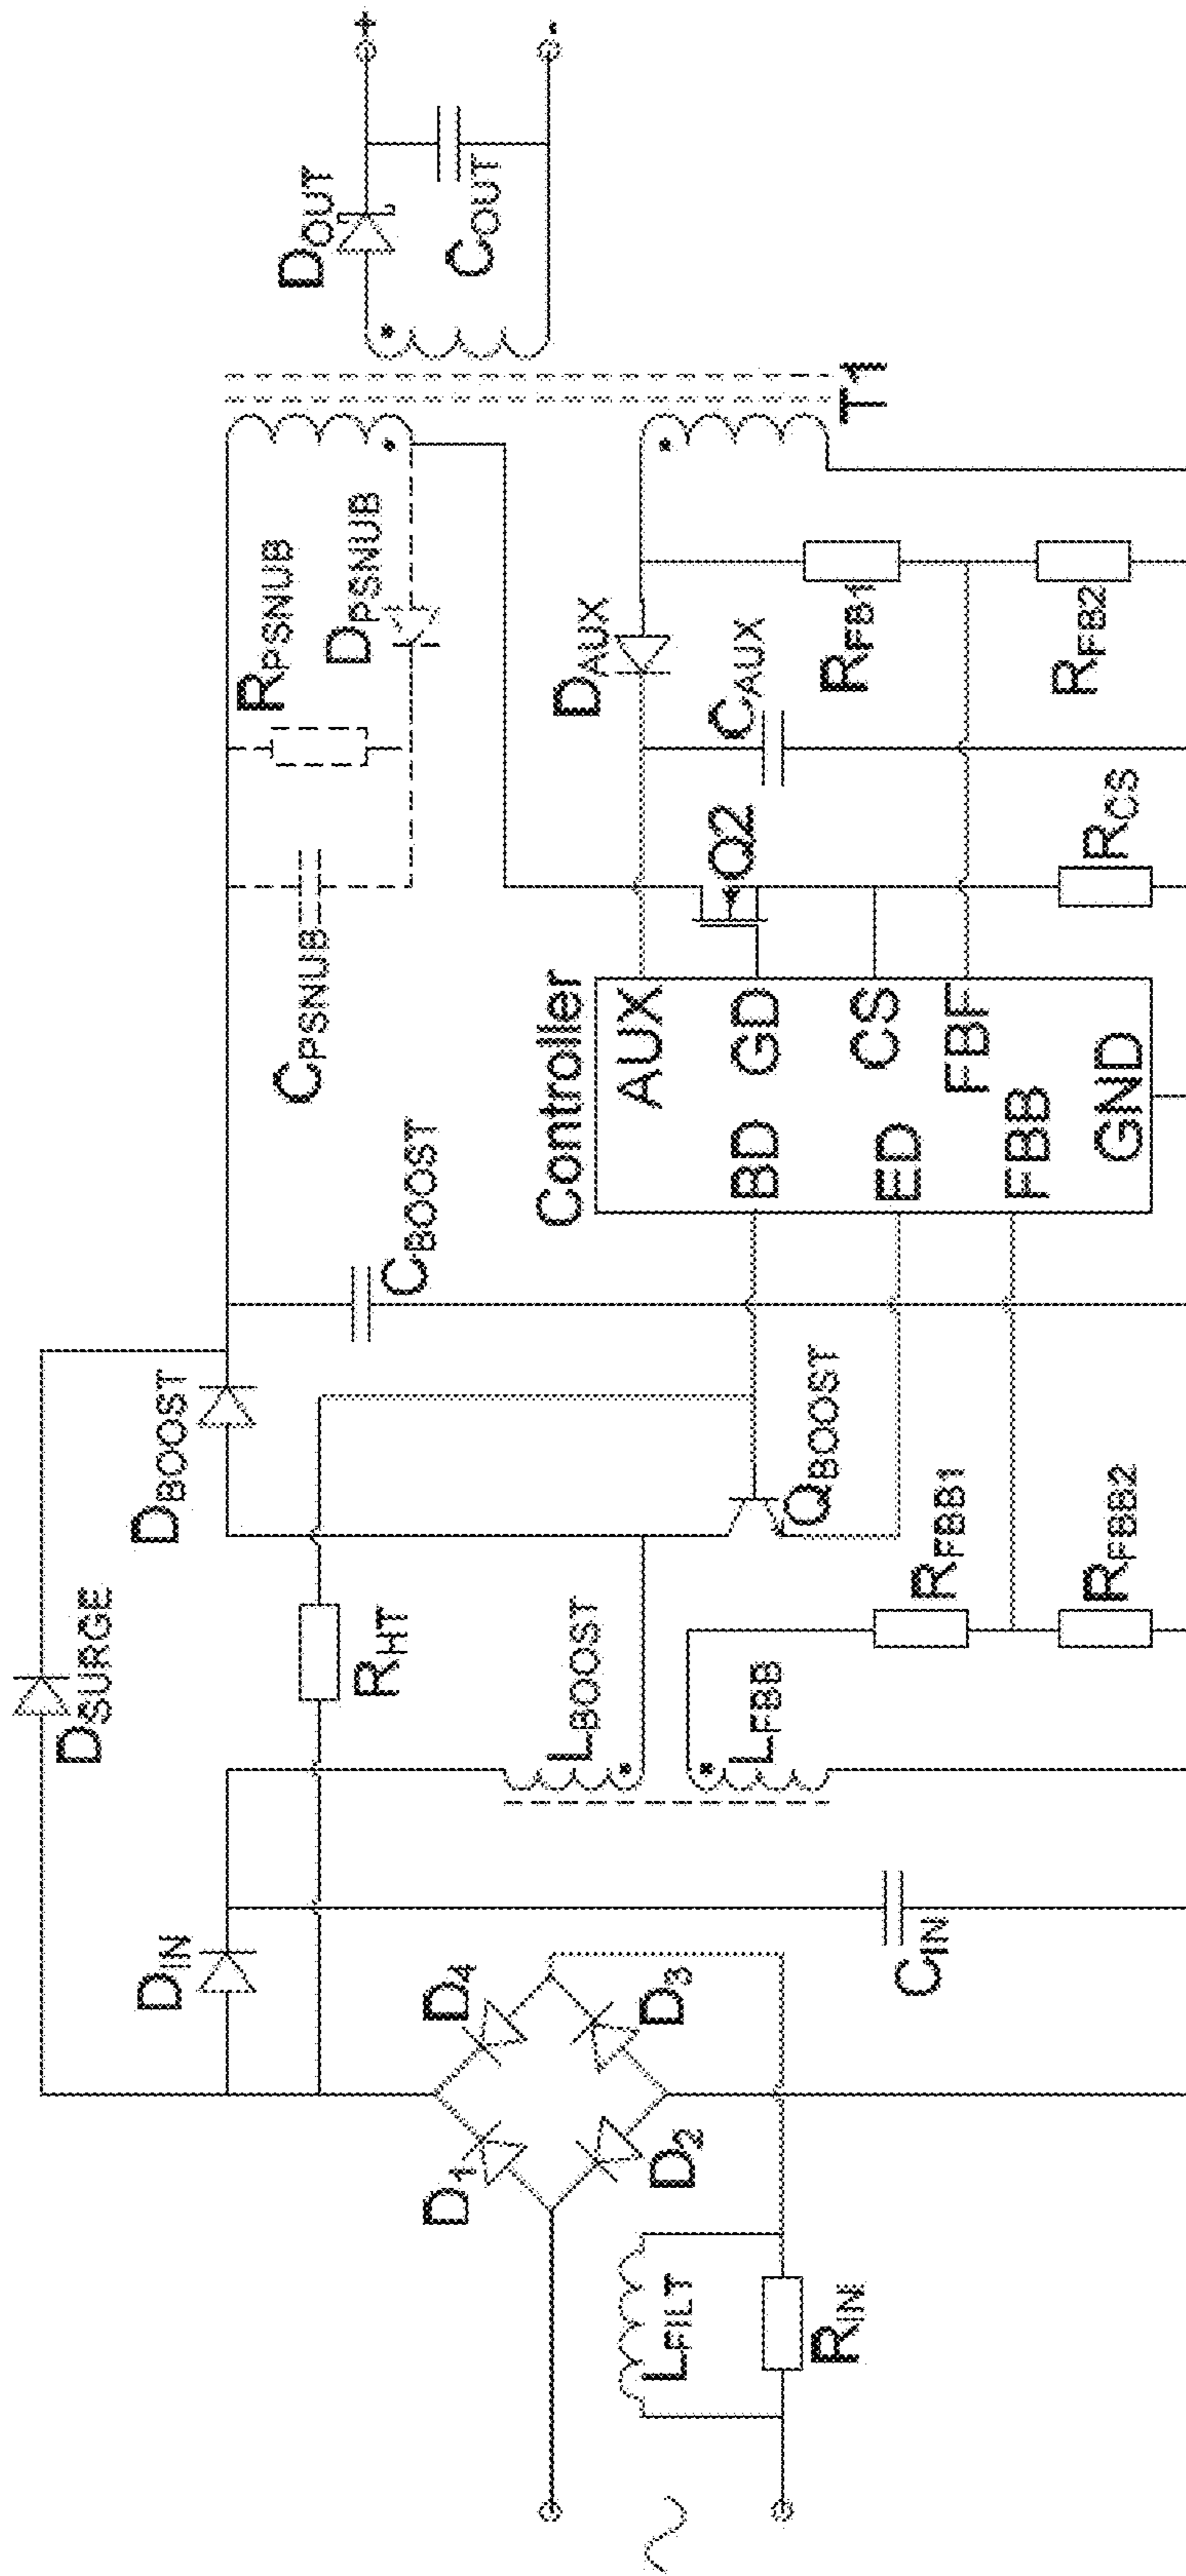 DSURGE
DIN
DBOOST
RHT
CBOOST
CPSNUB
RPSNUB
DPSNUB
DOUT
COUT
+
-
D1
D4
D2
D3
~
LFILT
RIN
CIN
LBOOST
LFBB
QBOOST
RFBB1
RFBB2
Controller
AUX
BD
GD
ED
CS
FBB
FBF
GND
Q2
DAUX
CAUX
RFB1
RFB2
RCS
T1